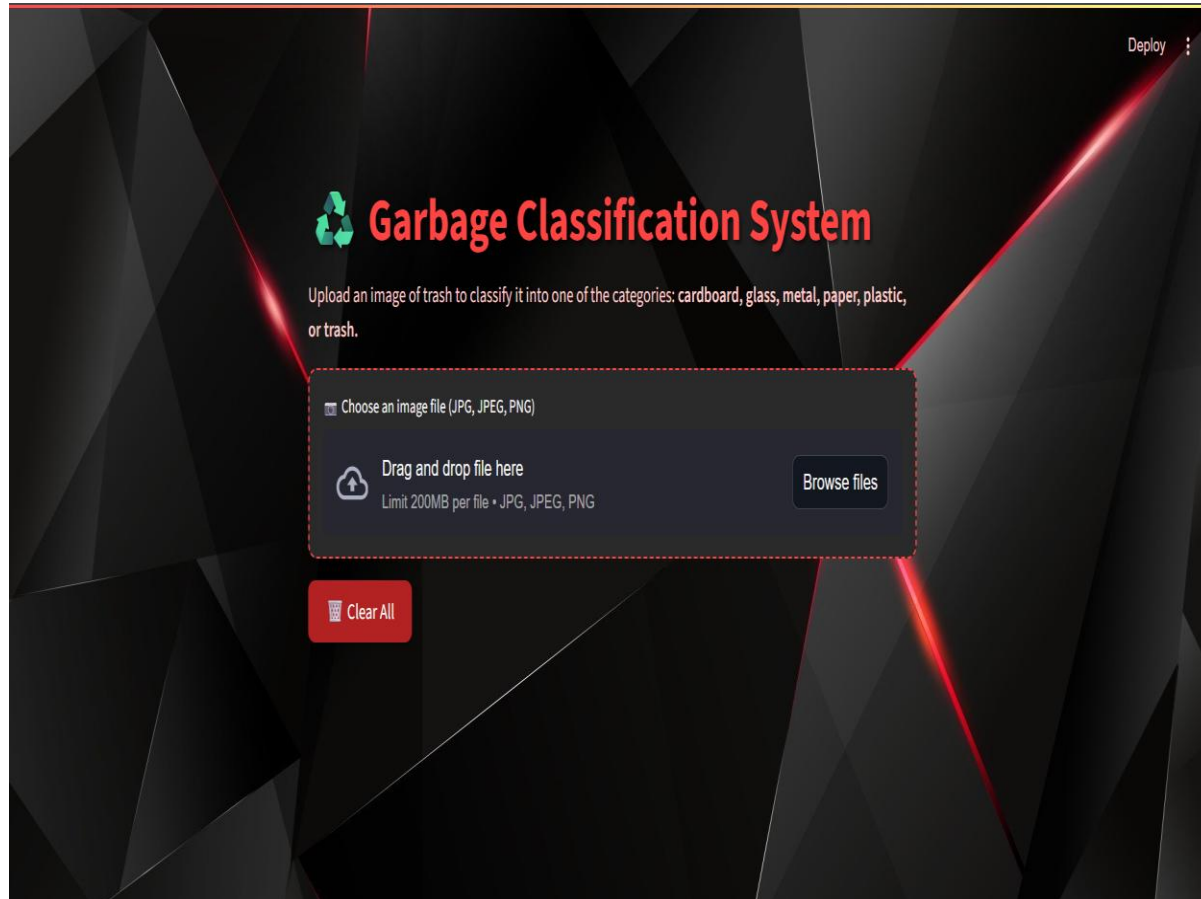 Deploy
Garbage Classification System
Upload an image of trash to classify it into one of the categories: cardboard, glass, metal, paper, plastic,
or trash.
Choose an image file (JPG, JPEG, PNG)
Drag and drop file here
Limit 200MB per file • JPG, JPEG, PNG
Browse files
Clear All